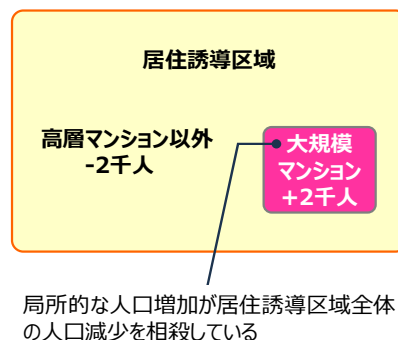 居住誘導区域
高層マンション以外
-2千人
大規模
マンション
+2千人
局所的な人口増加が居住誘導区域全体
の人口減少を相殺している